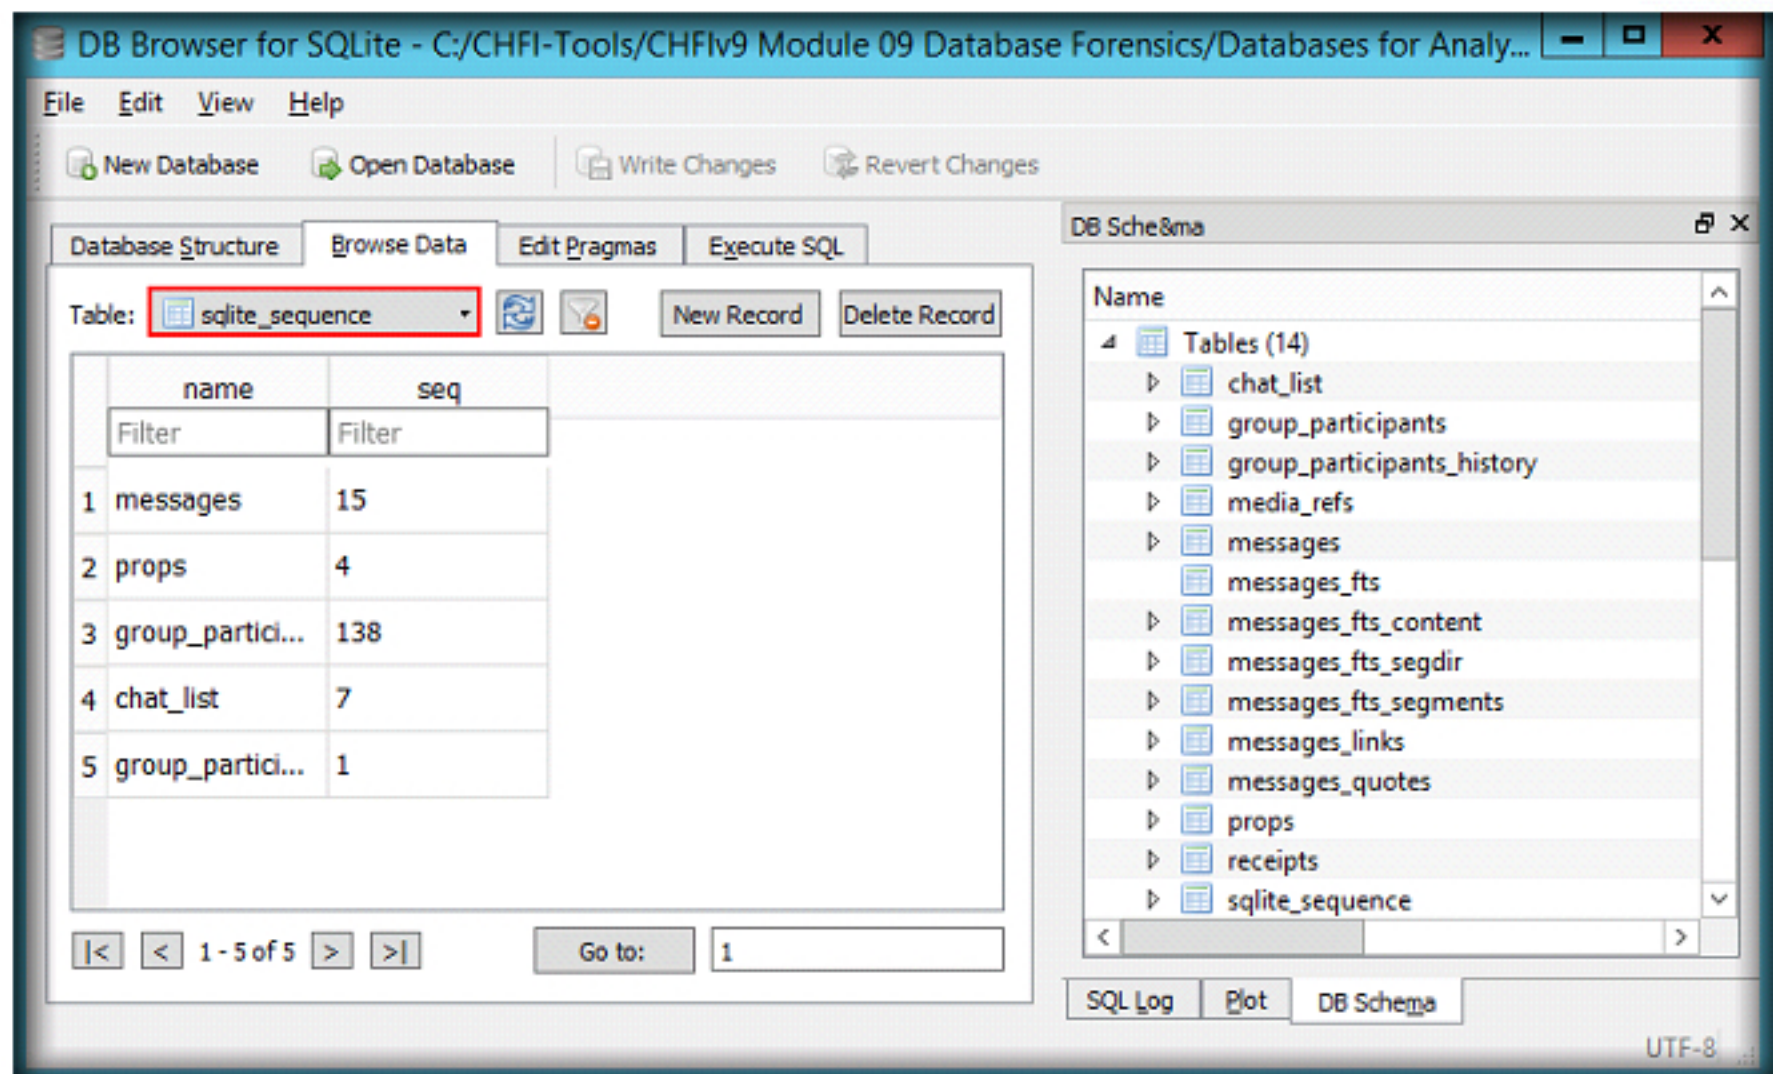 DB Browser for SQLite - C:/CHFI-Tools/CHFIv9 Module 09 Database Forensics/Databases for Analy...
File Edit View Help
New Database Open Database Write Changes Revert Changes
Database Structure Browse Data Edit Pragmas Execute SQL
Table: sqlite_sequence New Record Delete Record
name seq
Filter Filter
1 messages 15
2 props 4
3 group_partici... 138
4 chat_list 7
5 group_partici... 1
|< < 1 - 5 of 5 > >| Go to: 1
DB Sche&ma
Name
Tables (14)
chat_list
group_participants
group_participants_history
media_refs
messages
messages_fts
messages_fts_content
messages_fts_segdir
messages_fts_segments
messages_links
messages_quotes
props
receipts
sqlite_sequence
SQL Log Plot DB Schema
UTF-8